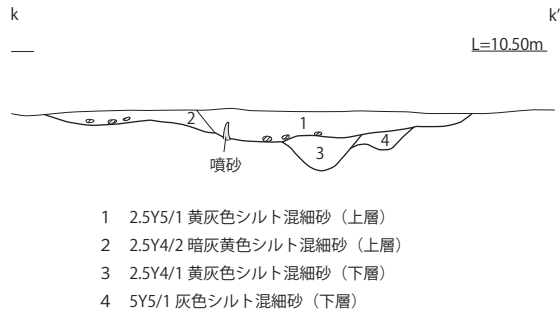 k k′
L=10.50m
2 1
3 4
噴砂
1 2.5Y5/1 黄灰色シルト混細砂（上層）
2 2.5Y4/2 暗灰黄色シルト混細砂（上層）
3 2.5Y4/1 黄灰色シルト混細砂（下層）
4 5Y5/1 灰色シルト混細砂（下層）